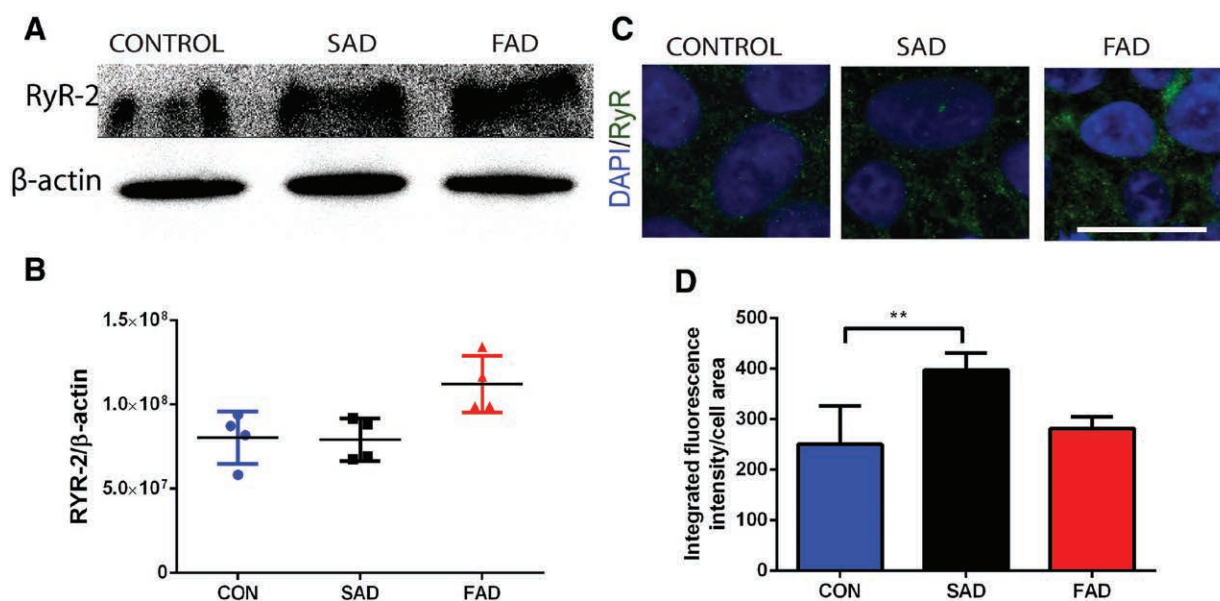 A
CONTROL SAD FAD
RyR-2
β-actin
B
1.5×10⁸
1.0×10⁸
5.0×10⁷
0
RYR-2/β-actin
CON SAD FAD
C
CONTROL SAD FAD
DAPI/RyR
D
**
500
400
300
200
100
0
Integrated fluorescence
intensity/cell area
CON SAD FAD